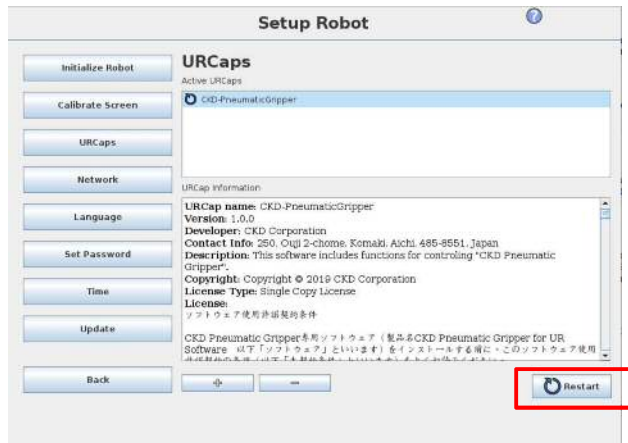 Setup Robot
?
Initialize Robot
Calibrate Screen
URCaps
Network
Language
Set Password
Time
Update
Back
URCaps
Active URCaps
CKD-PneumaticGripper
URCap Information
URCap name: CKD-PneumaticGripper
Version: 1.0.0
Developer: CKD Corporation
Contact Info: 250, Ouji 2-chome, Komaki, Aichi, 485-8551, Japan
Description: This software includes functions for controling "CKD Pneumatic
Gripper".
Copyright: Copyright © 2019 CKD Corporation
License Type: Single Copy License
License:
ソフトウェア使用許諾契約条件
CKD Pneumatic Gripper専用ソフトウェア（製品名CKD Pneumatic Gripper for UR
Software 以下「ソフトウェア」といいます）をインストールする前に、このソフトウェア使用
Restart